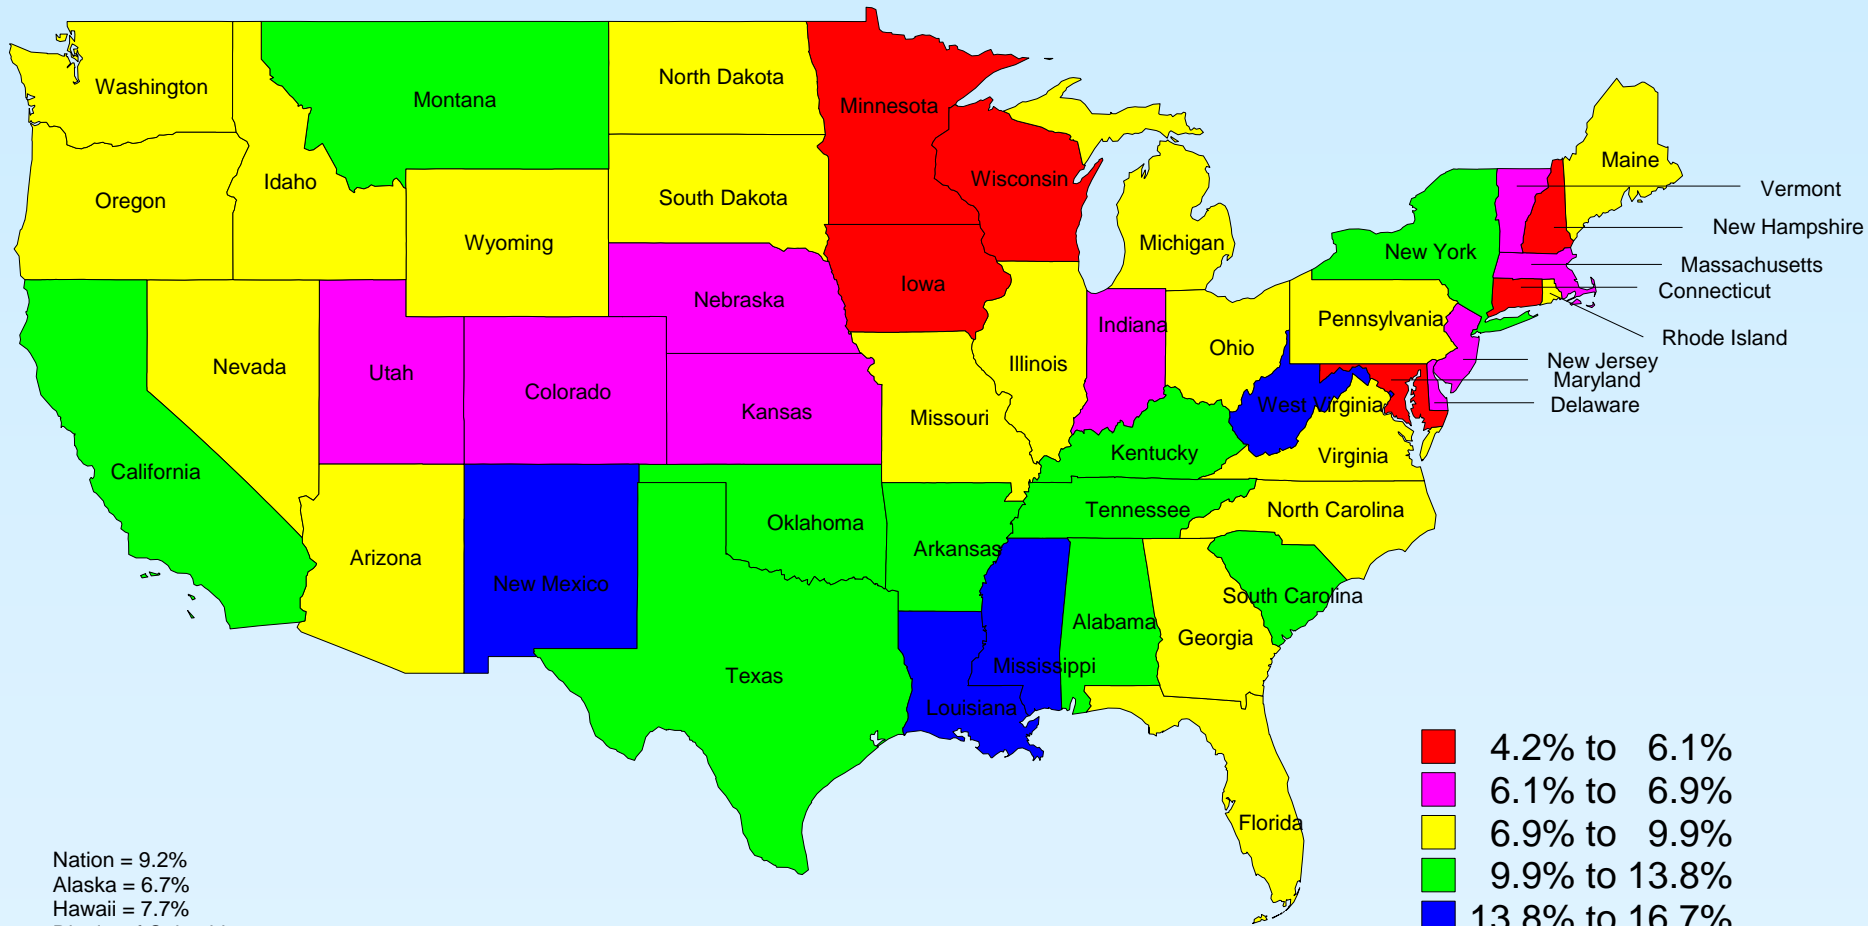 Washington
Montana
North Dakota
Minnesota
Maine
Vermont
Oregon
Idaho
South Dakota
Wisconsin
New Hampshire
Wyoming
Michigan
New York
Massachusetts
Connecticut
Nebraska
Iowa
Indiana
Pennsylvania
Rhode Island
Ohio
Nevada
Utah
Illinois
New Jersey
Maryland
Colorado
Delaware
Kansas
Missouri
West Virginia
Kentucky
Virginia
California
Oklahoma
Tennessee
North Carolina
Arizona
Arkansas
New Mexico
South Carolina
Alabama
Georgia
Texas
Mississippi
Louisiana
Florida
4.2% to 6.1%
6.1% to 6.9%
6.9% to 9.9%
9.9% to 13.8%
13.8% to 16.7%
Nation = 9.2%
Alaska = 6.7%
Hawaii = 7.7%